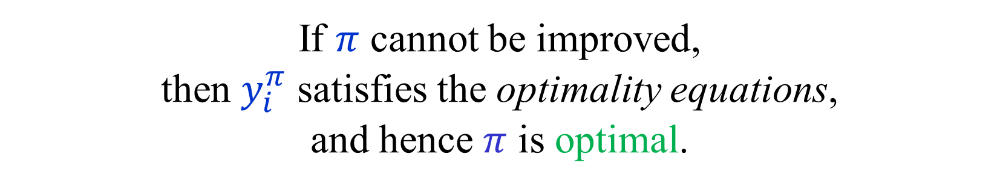 If π cannot be improved,
then y_i^π satisfies the optimality equations,
and hence π is optimal.